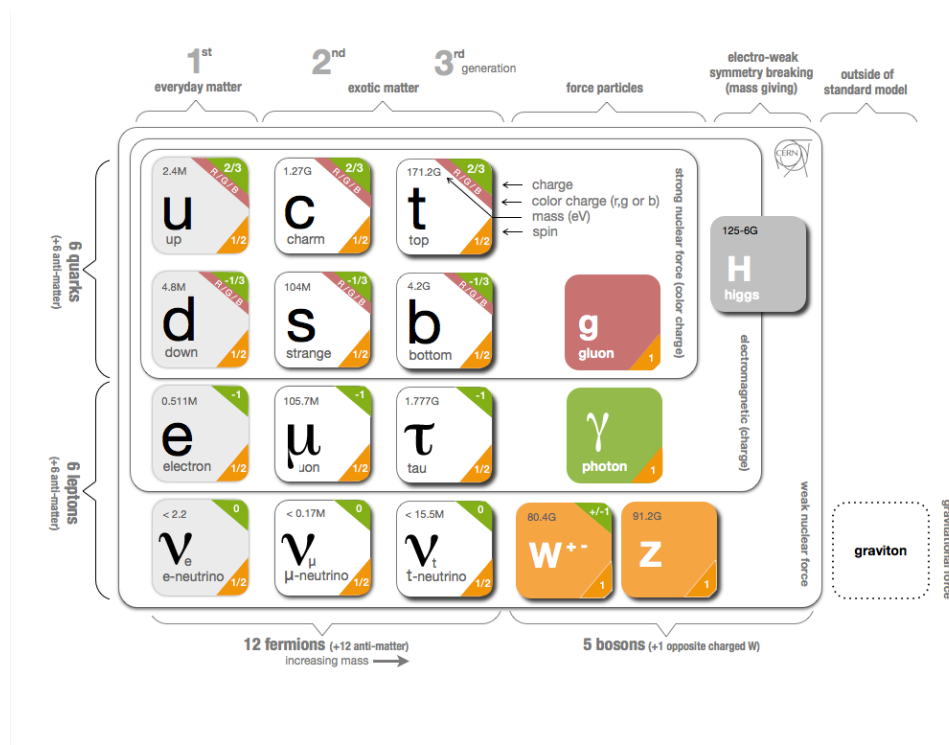 1st
2nd
3rd generation
everyday matter
exotic matter
force particles
electro-weak
symmetry breaking
(mass giving)
outside of
standard model
CERN
6 quarks
(+6 anti-matter)
2.4M
2/3
R/G/B
u
up
1/2
1.27G
2/3
R/G/B
c
charm
1/2
171.2G
2/3
R/G/B
t
top
1/2
charge
color charge (r,g or b)
mass (eV)
spin
strong nuclear force (color charge)
125-6G
H
higgs
4.8M
-1/3
R/G/B
d
down
1/2
104M
-1/3
R/G/B
s
strange
1/2
4.2G
-1/3
R/G/B
b
bottom
1/2
g
gluon
1
electromagnetic (charge)
6 leptons
(+6 anti-matter)
0.511M
-1
e
electron
1/2
105.7M
-1
μ
uon
1/2
1.777G
-1
τ
tau
1/2
γ
photon
1
weak nuclear force
< 2.2
0
νe
e-neutrino
1/2
< 0.17M
0
νμ
μ-neutrino
1/2
< 15.5M
0
νt
t-neutrino
1/2
80.4G
+/-1
W+-
1
91.2G
Z
1
graviton
gravitational force
12 fermions (+12 anti-matter)
increasing mass
5 bosons (+1 opposite charged W)